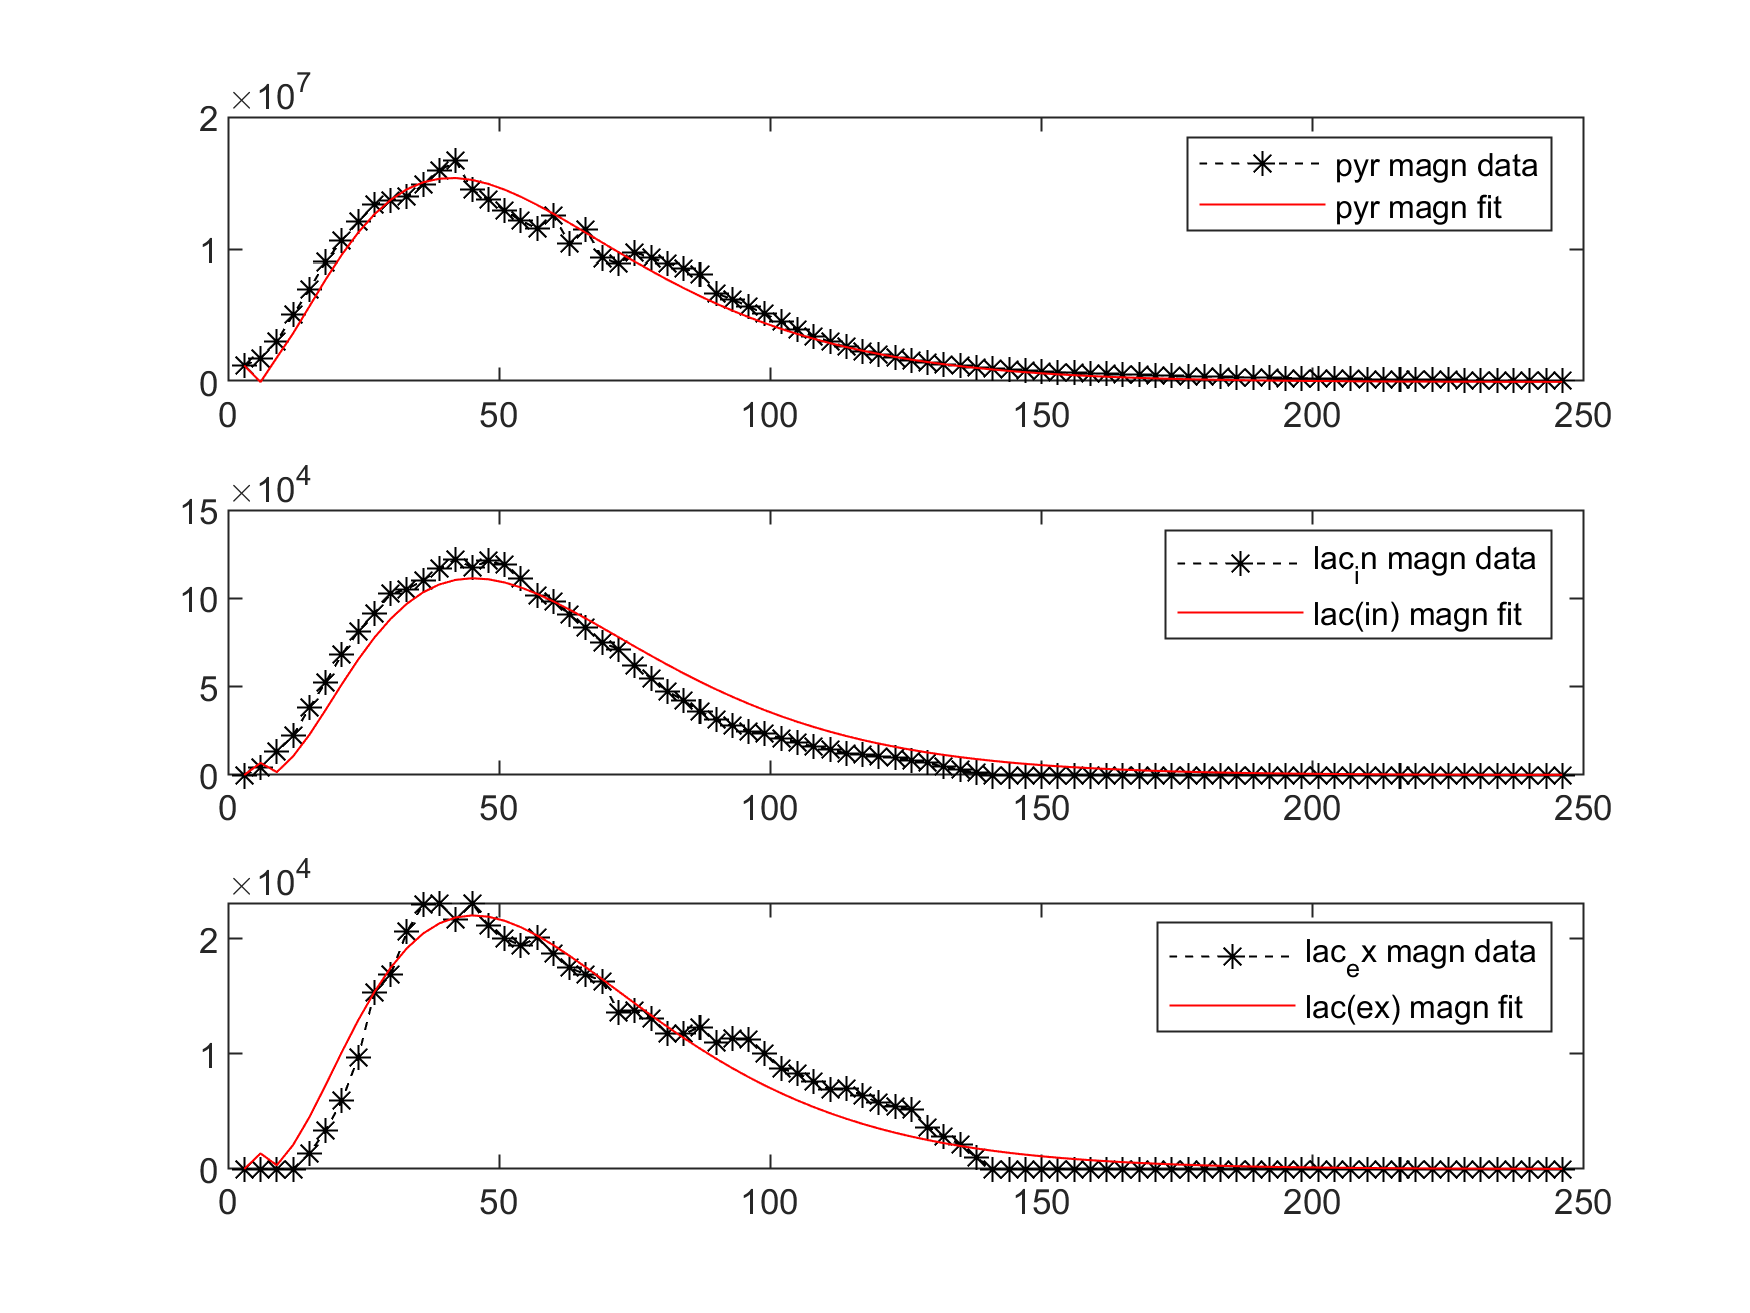 ×10^7
2
1
0
0 50 100 150 200 250
pyr magn data
pyr magn fit
×10^4
15
10
5
0
0 50 100 150 200 250
lac_in magn data
lac(in) magn fit
×10^4
2
1
0
0 50 100 150 200 250
lac_ex magn data
lac(ex) magn fit